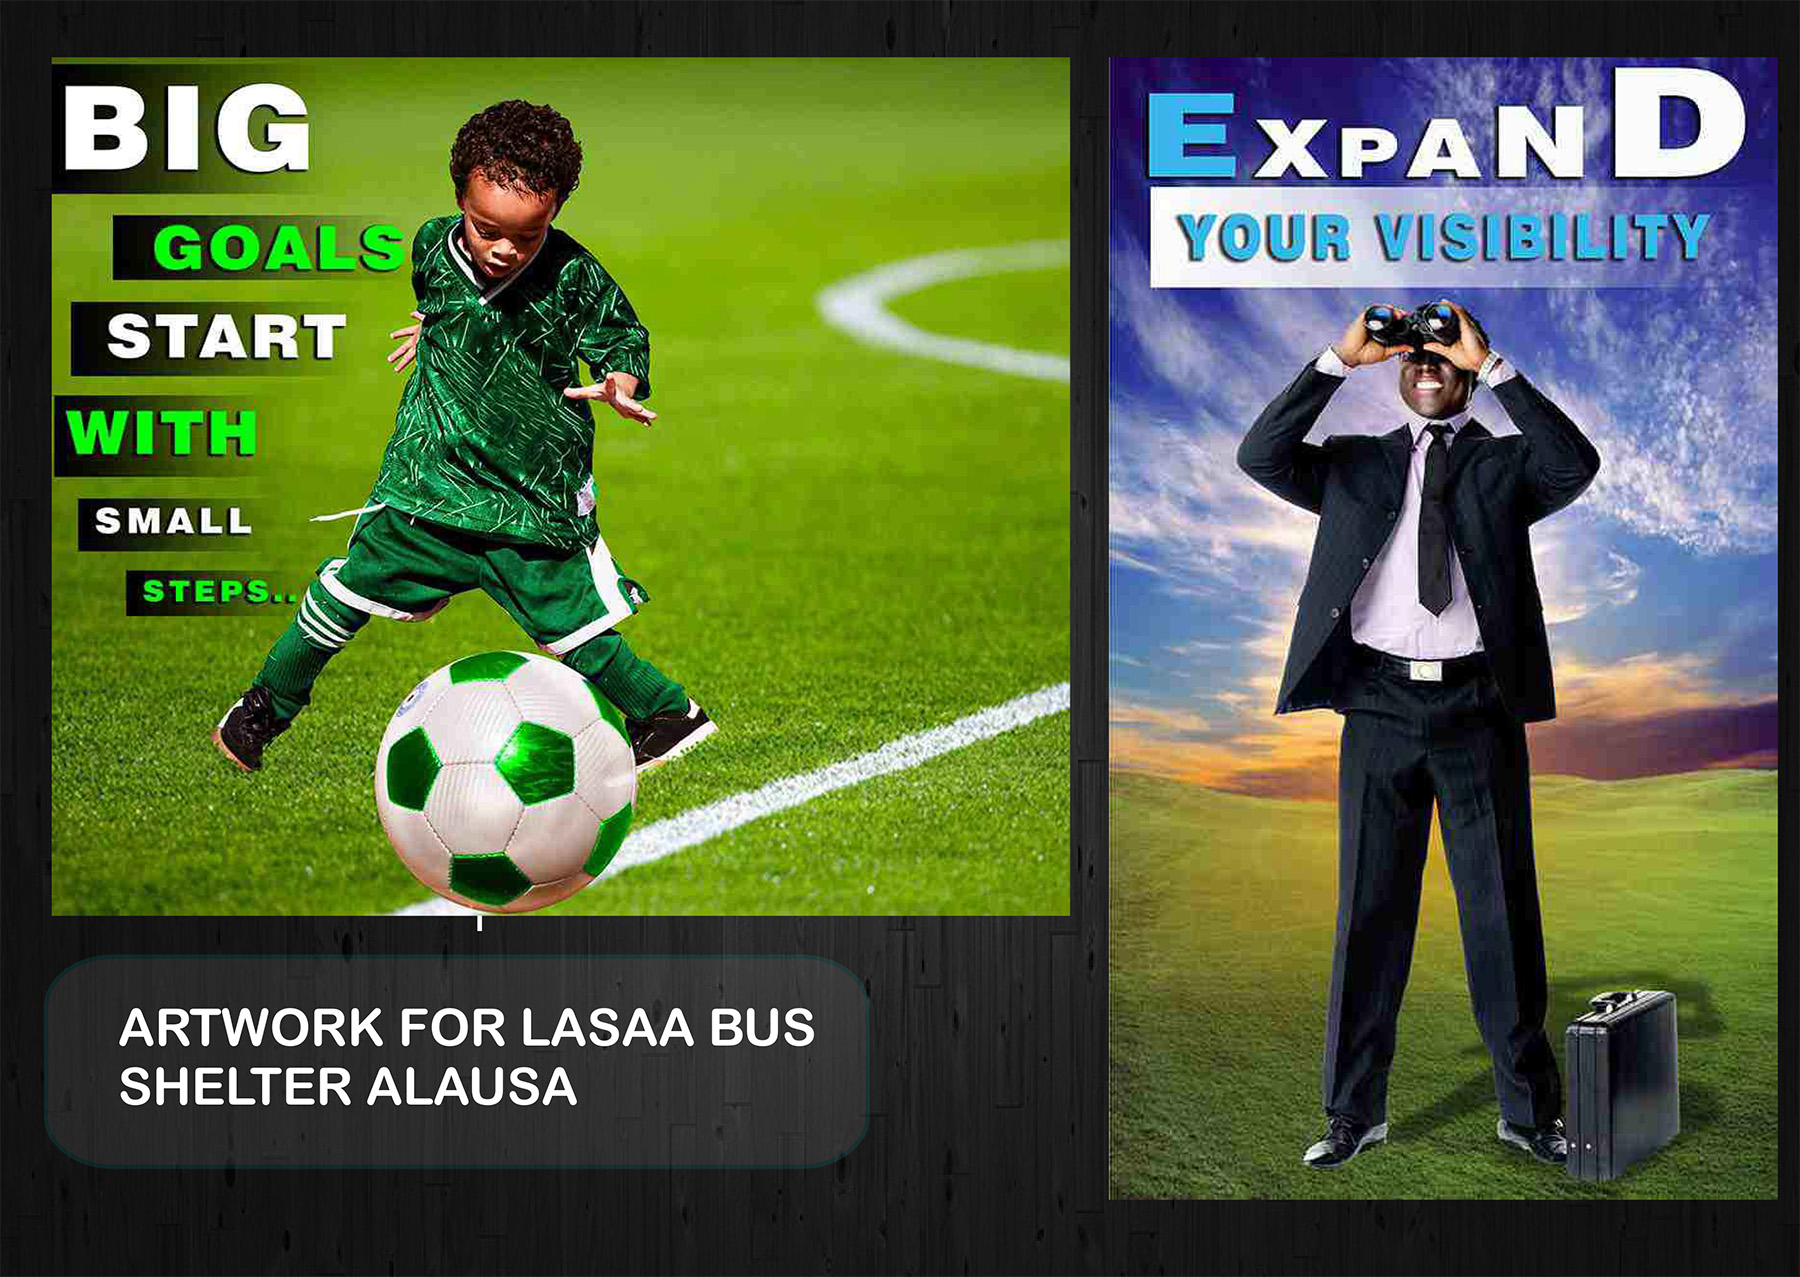 BIG
GOALS
START
WITH
SMALL
STEPS..
EXPAND
YOUR VISIBILITY
ARTWORK FOR LASAA BUS
SHELTER ALAUSA